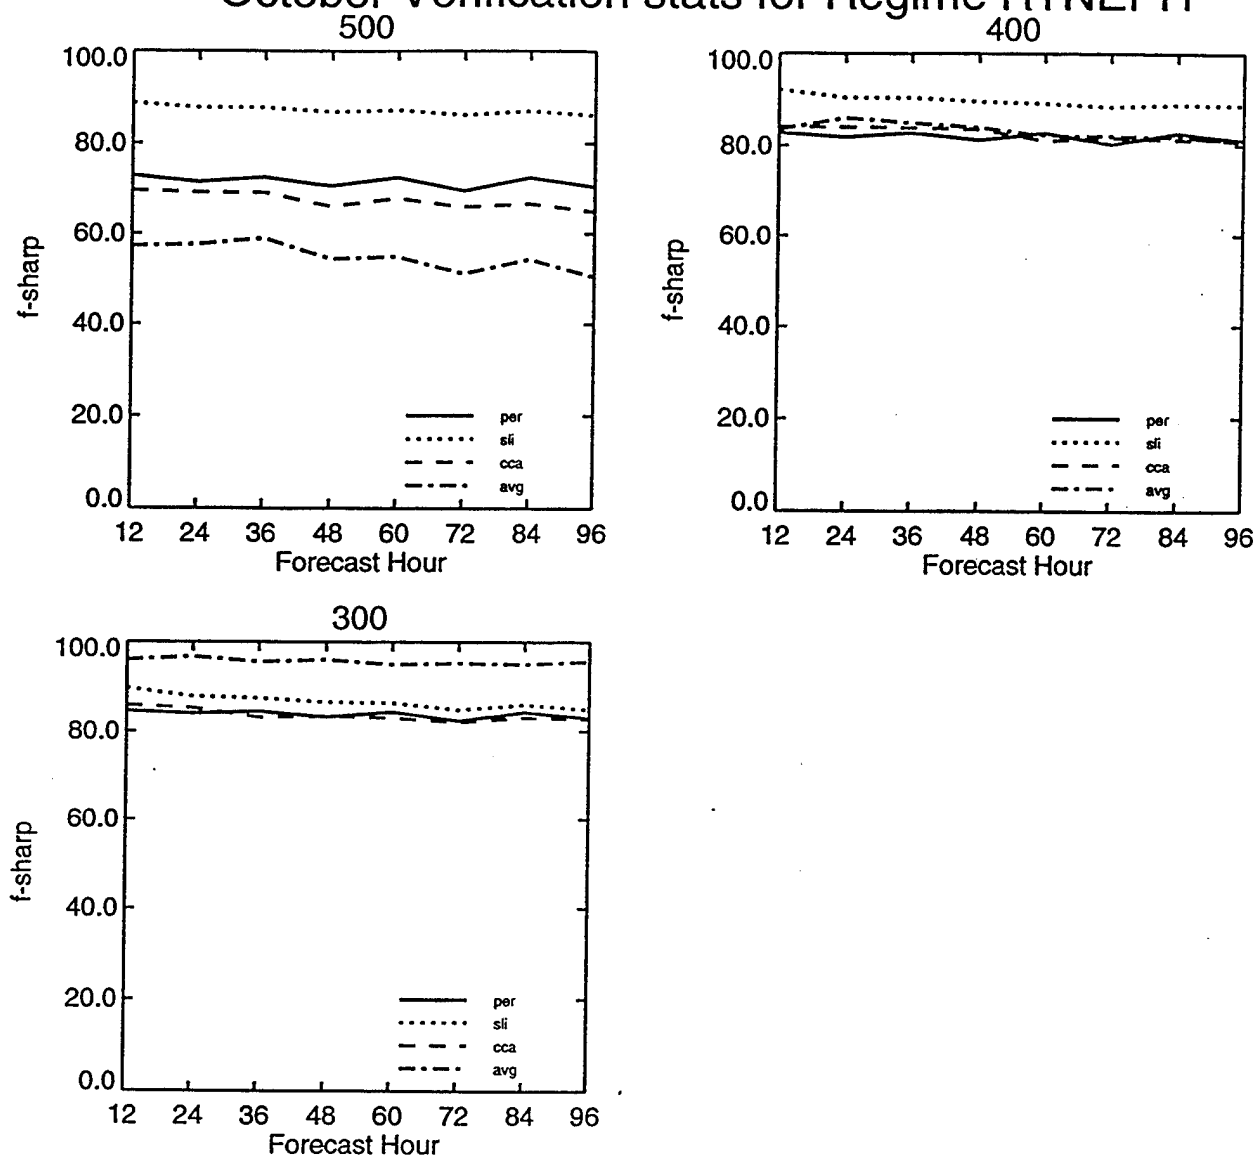 October Verification stats for Regime RTNEPH
500
100.0
80.0
60.0
40.0
20.0
0.0
f-sharp
per
sli
cca
avg
12 24 36 48 60 72 84 96
Forecast Hour
400
100.0
80.0
60.0
40.0
20.0
0.0
f-sharp
per
sli
cca
avg
12 24 36 48 60 72 84 96
Forecast Hour
300
100.0
80.0
60.0
40.0
20.0
0.0
f-sharp
per
sli
cca
avg
12 24 36 48 60 72 84 96
Forecast Hour